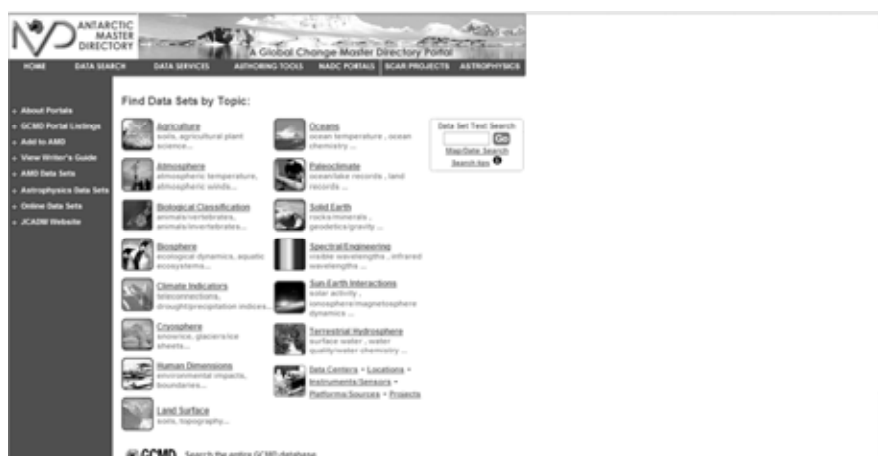 ANTARCTIC
MASTER
DIRECTORY
A Global Change Master Directory Portal
HOME DATA SEARCH DATA SERVICES AUTHORING TOOLS NADC PORTALS SCAR PROJECTS ASTROPHYSICS
+ About Portals
+ GCMD Portal Listings
+ Add to AMD
+ View Writer's Guide
+ AMD Data Sets
+ Astrophysics Data Sets
+ Online Data Sets
+ JCADM Website
Find Data Sets by Topic:
Agriculture
soils, agricultural plant
science...
Atmosphere
atmospheric temperature,
atmospheric winds...
Biological Classification
animals/vertebrates,
animals/invertebrates...
Biosphere
ecological dynamics, aquatic
ecosystems...
Climate Indicators
teleconnections,
drought/precipitation indices...
Cryosphere
snow/ice, glaciers/ice
sheets...
Human Dimensions
environmental impacts,
boundaries...
Land Surface
soils, topography...
Oceans
ocean temperature , ocean
chemistry ...
Paleoclimate
ocean/lake records , land
records ...
Solid Earth
rocks/minerals ,
geodetics/gravity ...
Spectral/Engineering
visible wavelengths , infrared
wavelengths ...
Sun-Earth Interactions
solar activity ,
ionosphere/magnetosphere
dynamics ...
Terrestrial Hydrosphere
surface water , water
quality/water chemistry ...
Data Centers • Locations •
Instruments/Sensors •
Platforms/Sources • Projects
Data Set Text Search
Go
Map/Date Search
Search tips
GCMD Search the entire GCMD database